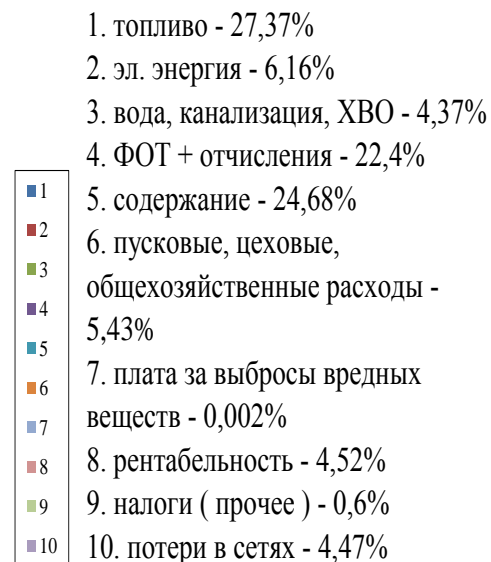 1. топливо - 27,37%
2. эл. энергия - 6,16%
3. вода, канализация, ХВО - 4,37%
4. ФОТ + отчисления - 22,4%
5. содержание - 24,68%
6. пусковые, цеховые,
общехозяйственные расходы -
5,43%
7. плата за выбросы вредных
веществ - 0,002%
8. рентабельность - 4,52%
9. налоги ( прочее ) - 0,6%
10. потери в сетях - 4,47%
1
2
3
4
5
6
7
8
9
10